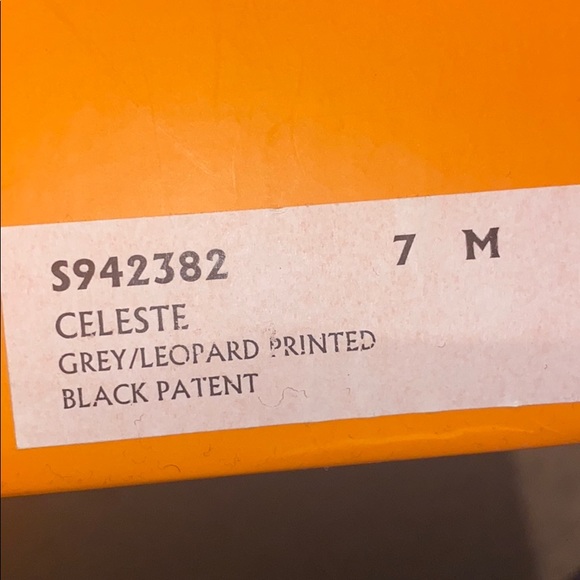 S942382 7 M
CELESTE
GREY/LEOPARD PRINTED
BLACK PATENT